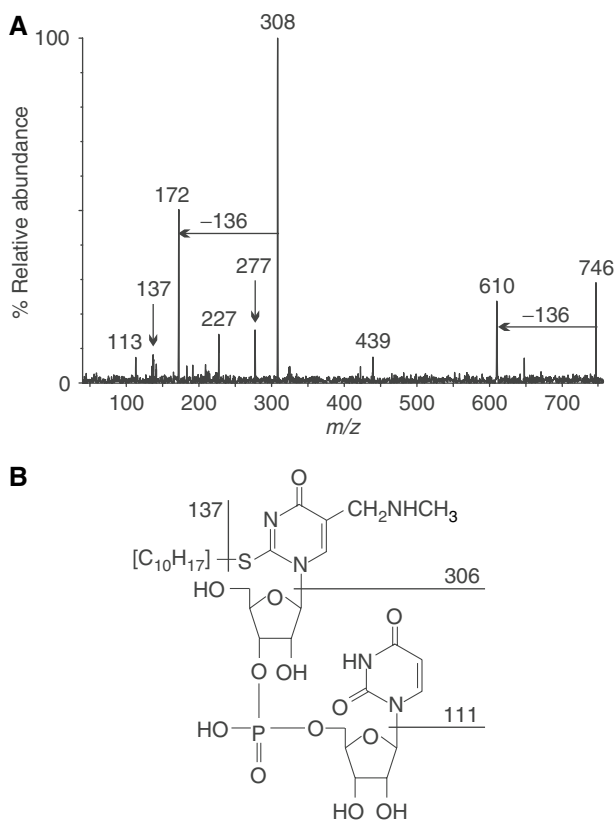 A
100
308
% Relative abundance
172
−136
277
746
610
137
−136
227
113
439
0
100 200 300 400 500 600 700
m/z
B
O
137
N
CH₂NHCH₃
[C₁₀H₁₇]
S
N
HO
O
306
O
O OH
HN
O
N
HO P O
O
111
O
HO OH